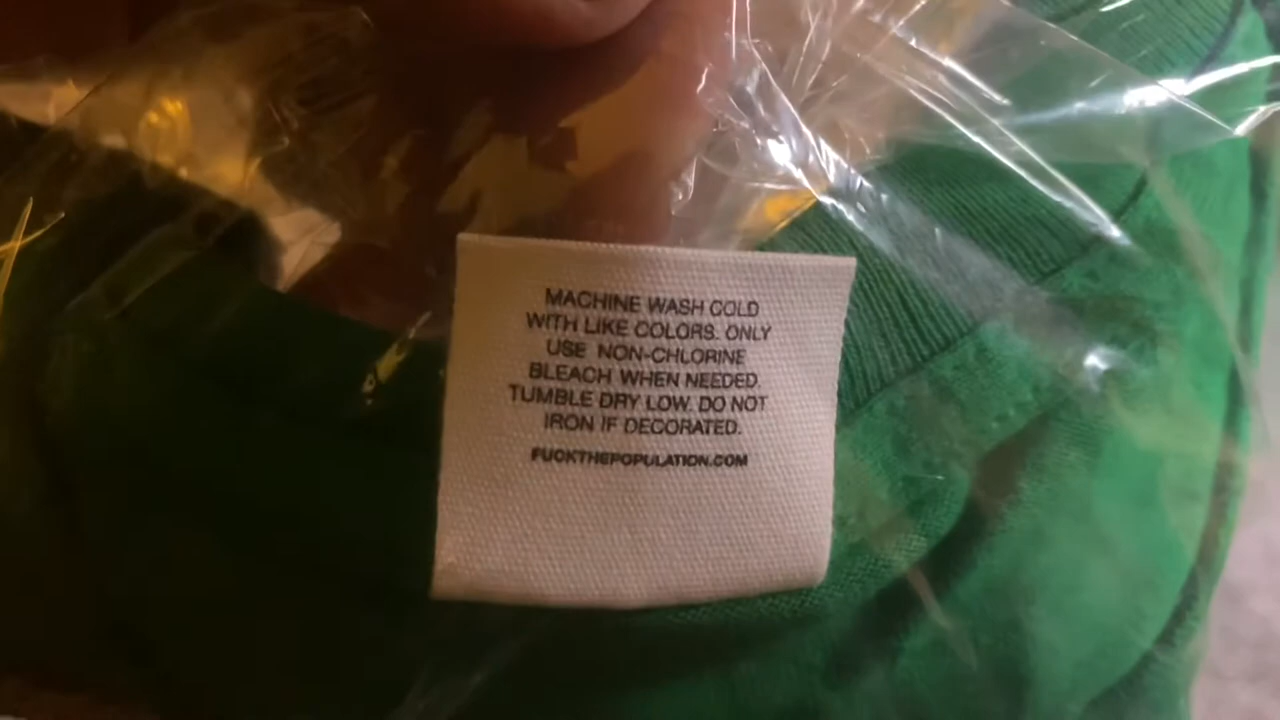 MACHINE WASH COLD
WITH LIKE COLORS. ONLY
USE NON-CHLORINE
BLEACH WHEN NEEDED.
TUMBLE DRY LOW. DO NOT
IRON IF DECORATED.
FUCKTHEPOPULATION.COM